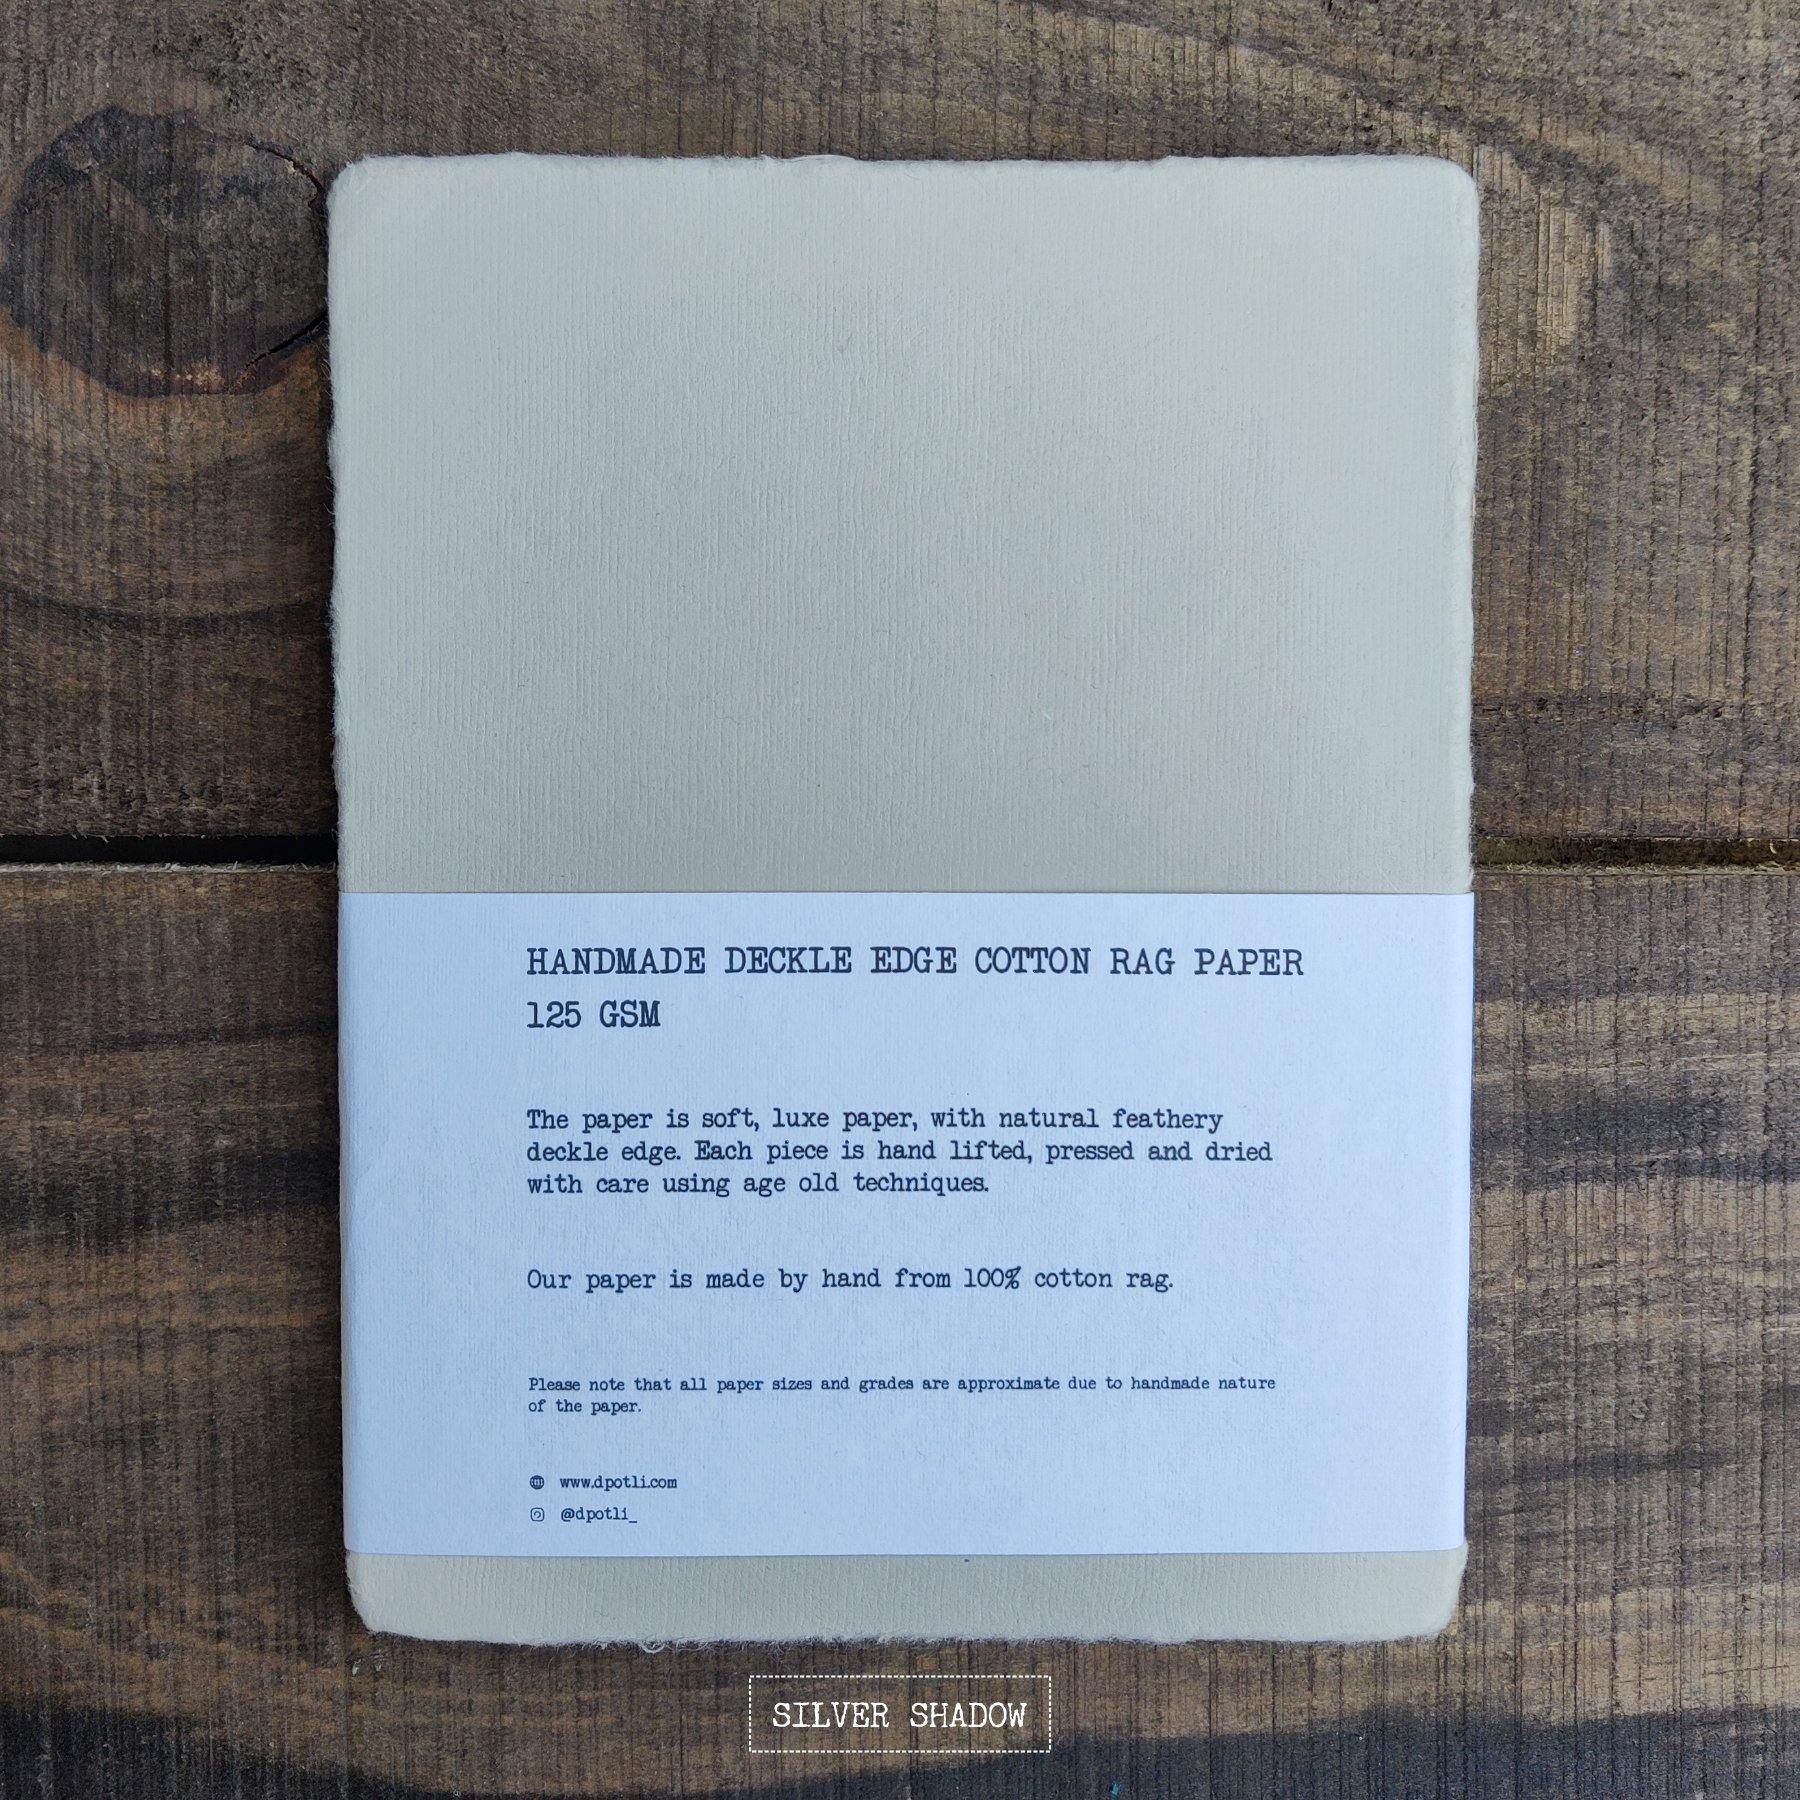 HANDMADE DECKLE EDGE COTTON RAG PAPER
125 GSM
The paper is soft, luxe paper, with natural feathery
deckle edge. Each piece is hand lifted, pressed and dried
with care using age old techniques.
Our paper is made by hand from 100% cotton rag.
Please note that all paper sizes and grades are approximate due to handmade nature
of the paper.
www.dpotli.com
@dpotli_
SILVER SHADOW